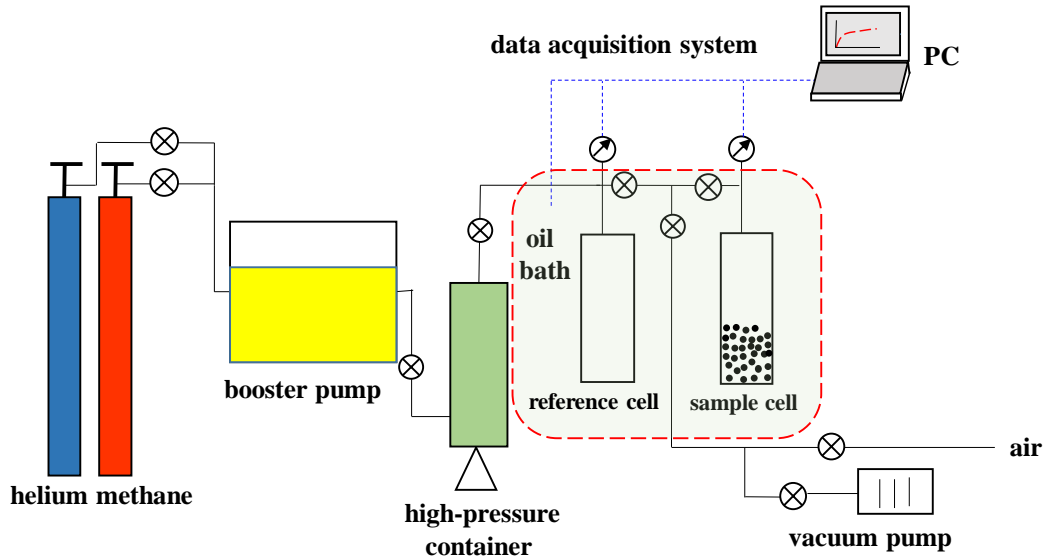 data acquisition system
PC
oil
bath
booster pump
reference cell
sample cell
air
helium methane
high-pressure
container
vacuum pump